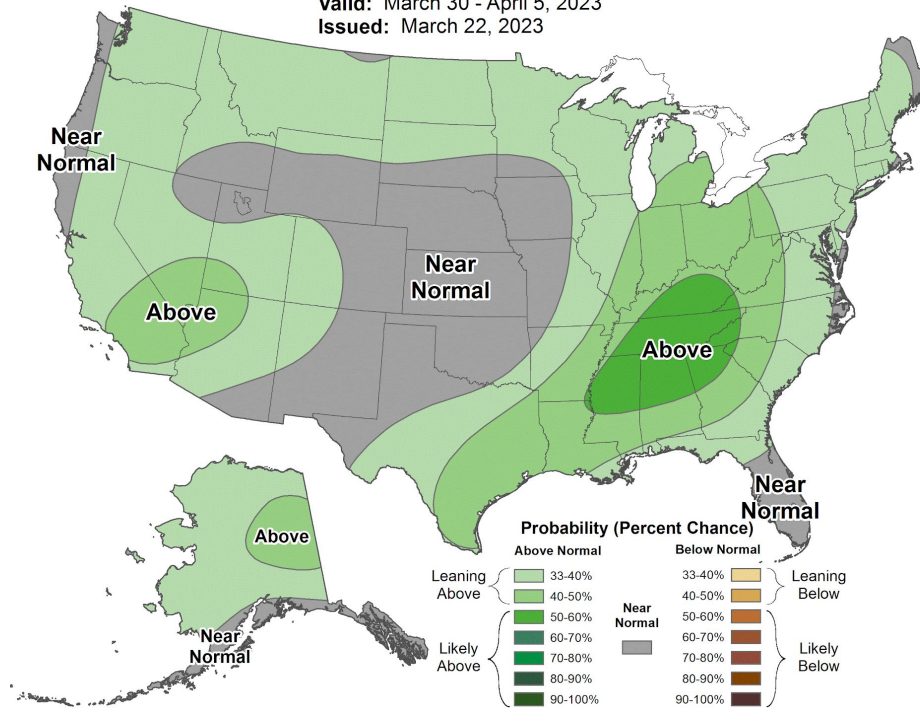 Valid: March 30 - April 5, 2023
Issued: March 22, 2023
Near
Normal
Near
Normal
Above
Above
Near
Normal
Above
Near
Normal
Probability (Percent Chance)
Above Normal
Below Normal
Leaning
Above
33-40%
40-50%
50-60%
60-70%
70-80%
80-90%
90-100%
Likely
Above
Near
Normal
33-40%
40-50%
50-60%
60-70%
70-80%
80-90%
90-100%
Leaning
Below
Likely
Below